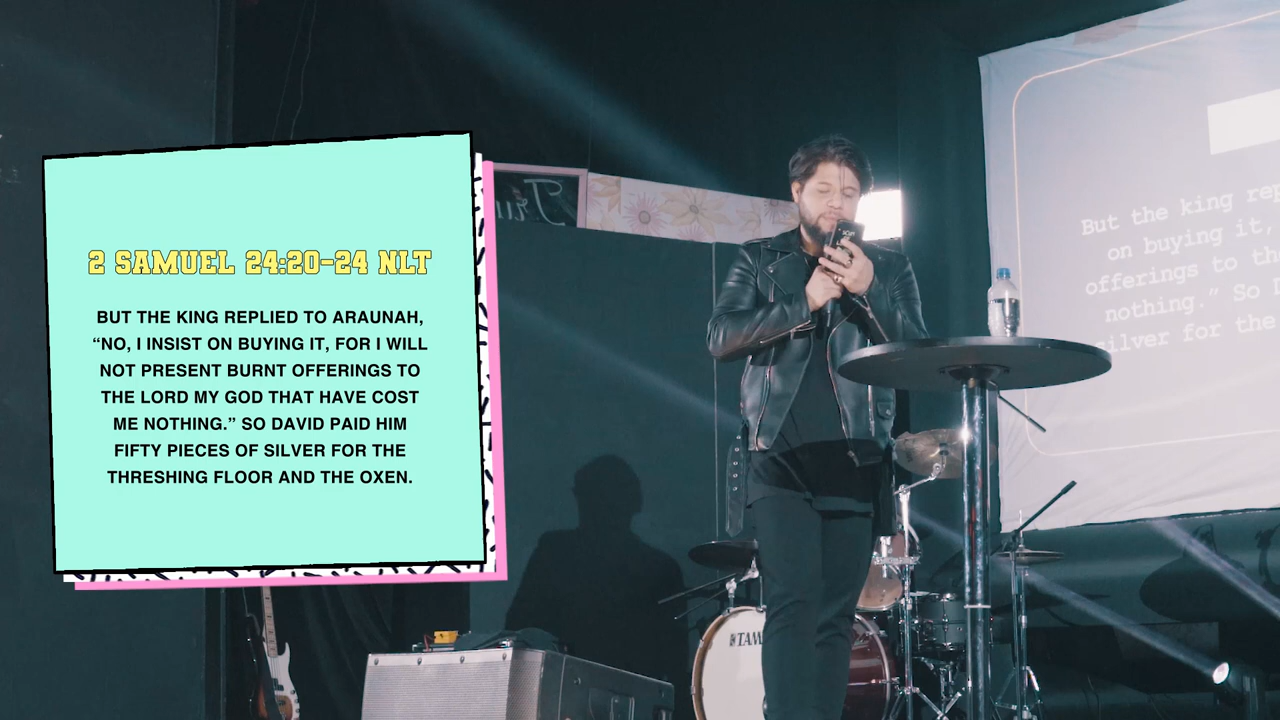 2 SAMUEL 24:20-24 NLT
BUT THE KING REPLIED TO ARAUNAH,
“NO, I INSIST ON BUYING IT, FOR I WILL
NOT PRESENT BURNT OFFERINGS TO
THE LORD MY GOD THAT HAVE COST
ME NOTHING.” SO DAVID PAID HIM
FIFTY PIECES OF SILVER FOR THE
THRESHING FLOOR AND THE OXEN.
But the king rep
on buying it,
offerings to th
nothing.” So D
silver for the
TAM